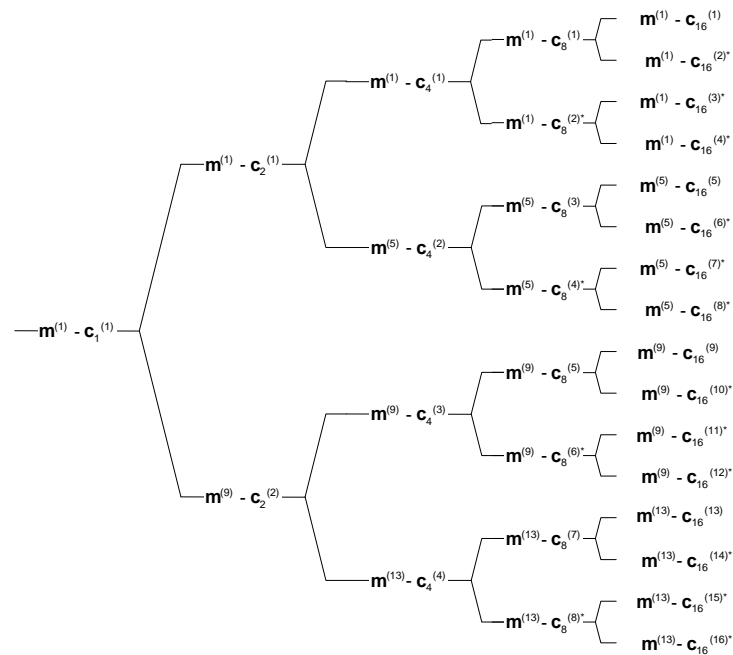 m(1) - c16(1)
m(1) - c8(1)
m(1) - c16(2)*
m(1) - c4(1)
m(1) - c16(3)*
m(1) - c8(2)*
m(1) - c16(4)*
m(1) - c2(1)
m(5) - c16(5)
m(5) - c8(3)
m(5) - c16(6)*
m(5) - c4(2)
m(5) - c16(7)*
m(5) - c8(4)*
m(5) - c16(8)*
m(1) - c1(1)
m(9) - c16(9)
m(9) - c8(5)
m(9) - c16(10)*
m(9) - c4(3)
m(9) - c16(11)*
m(9) - c8(6)*
m(9) - c16(12)*
m(9) - c2(2)
m(13) - c16(13)
m(13) - c8(7)
m(13) - c16(14)*
m(13) - c4(4)
m(13) - c16(15)*
m(13) - c8(8)*
m(13) - c16(16)*